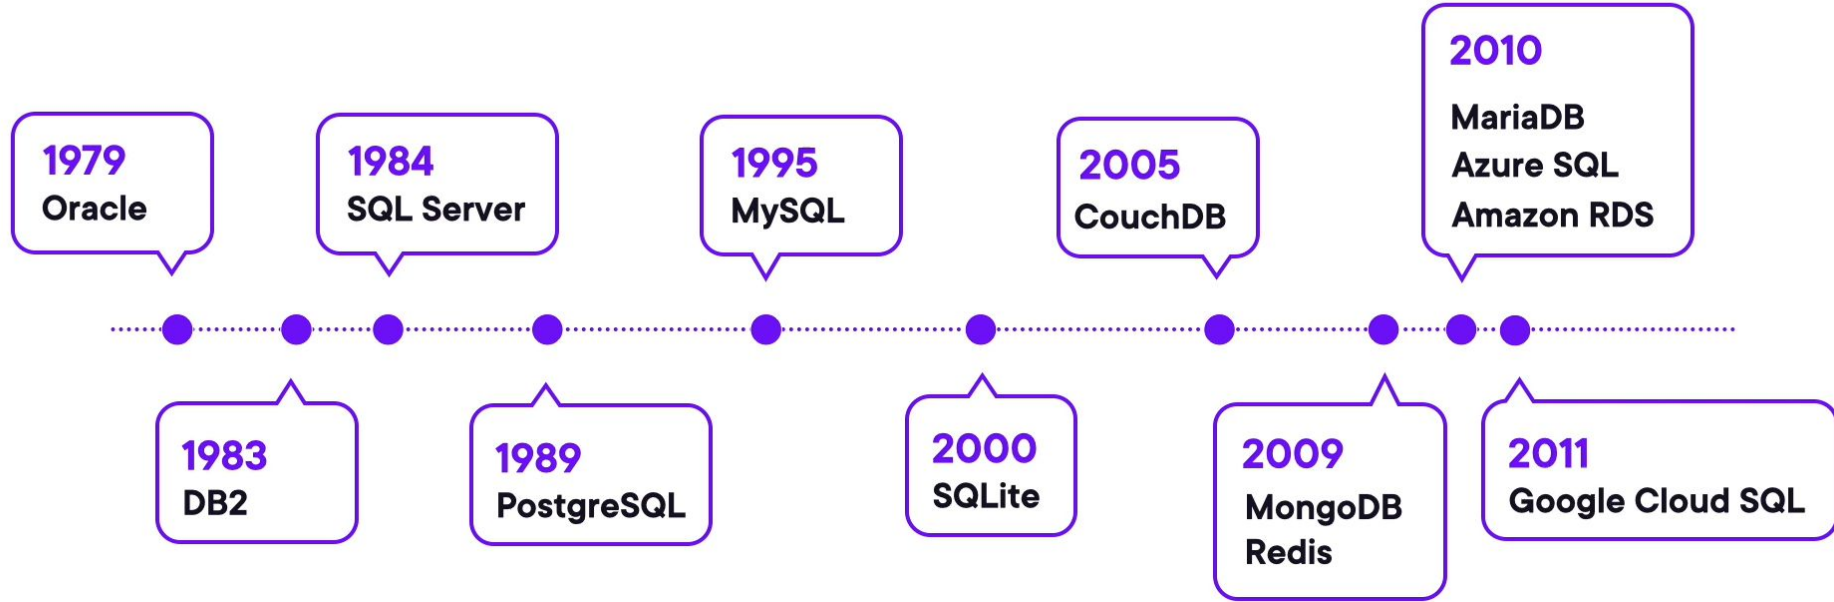 1979
Oracle
1983
DB2
1984
SQL Server
1989
PostgreSQL
1995
MySQL
2000
SQLite
2005
CouchDB
2009
MongoDB
Redis
2010
MariaDB
Azure SQL
Amazon RDS
2011
Google Cloud SQL